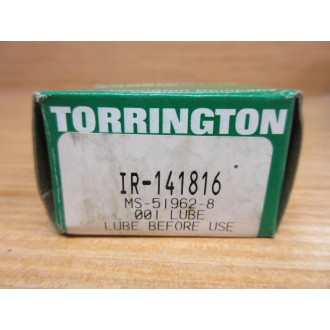 TORRINGTON
IR-141816
MS-51962-8
001 LUBE
LUBE BEFORE USE